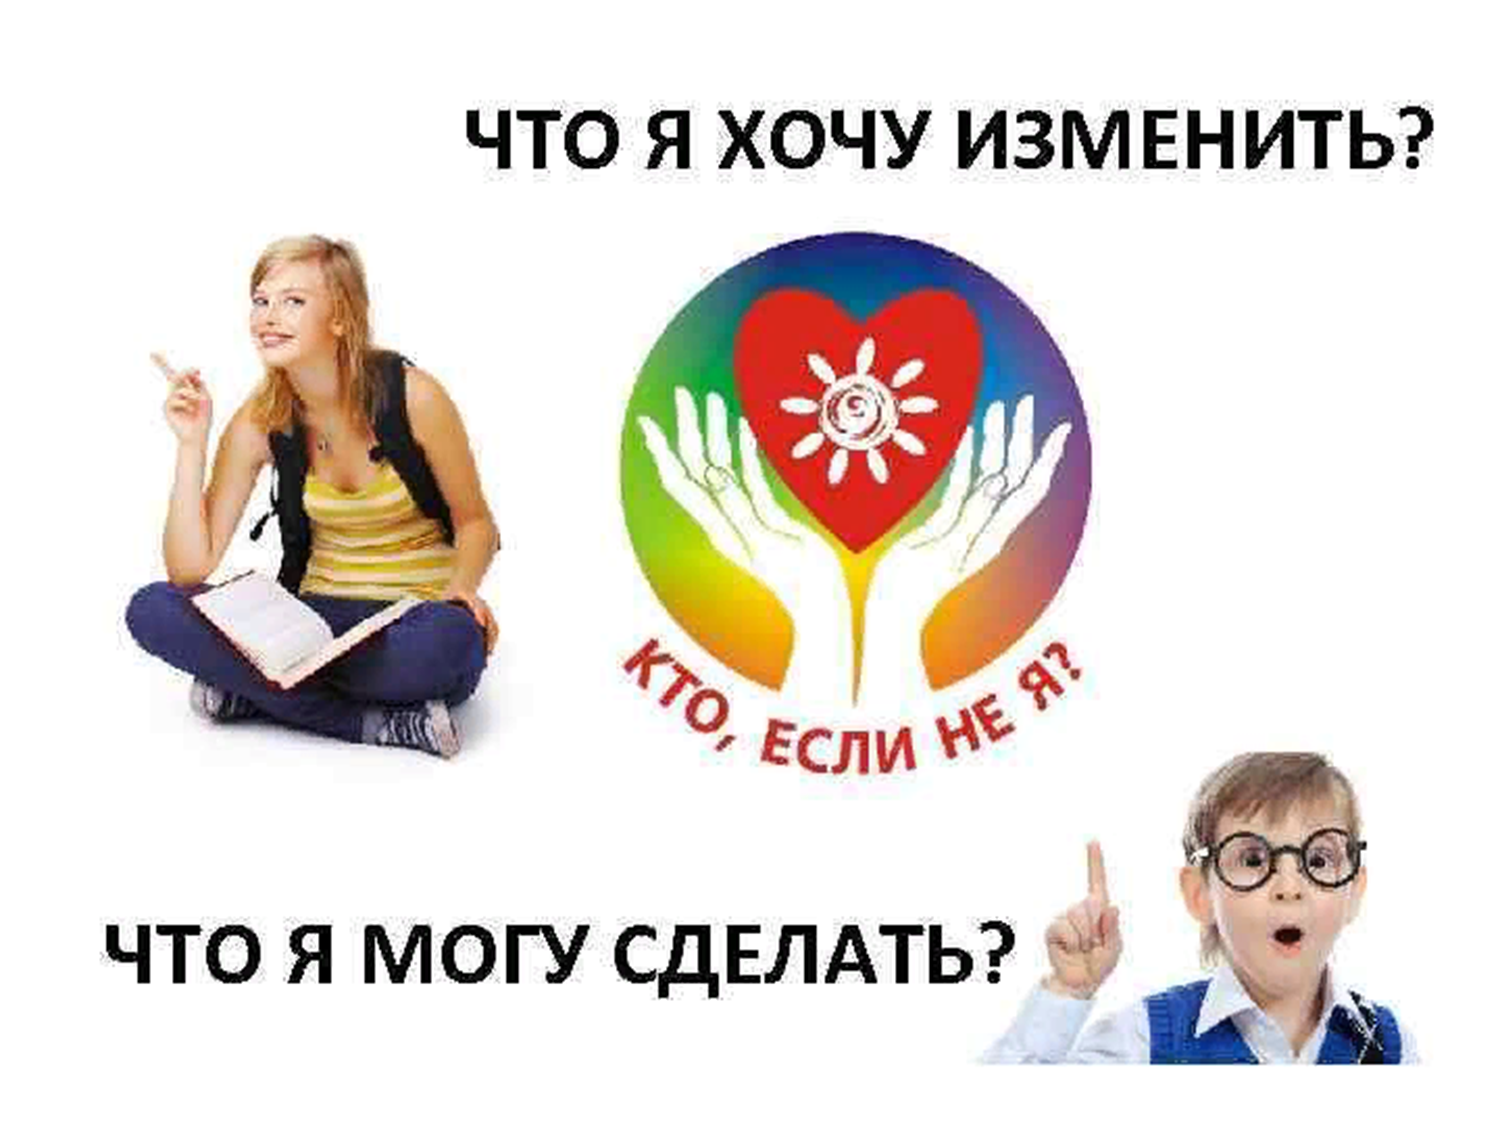 ЧТО Я ХОЧУ ИЗМЕНИТЬ?
КТО, ЕСЛИ НЕ Я?
ЧТО Я МОГУ СДЕЛАТЬ?